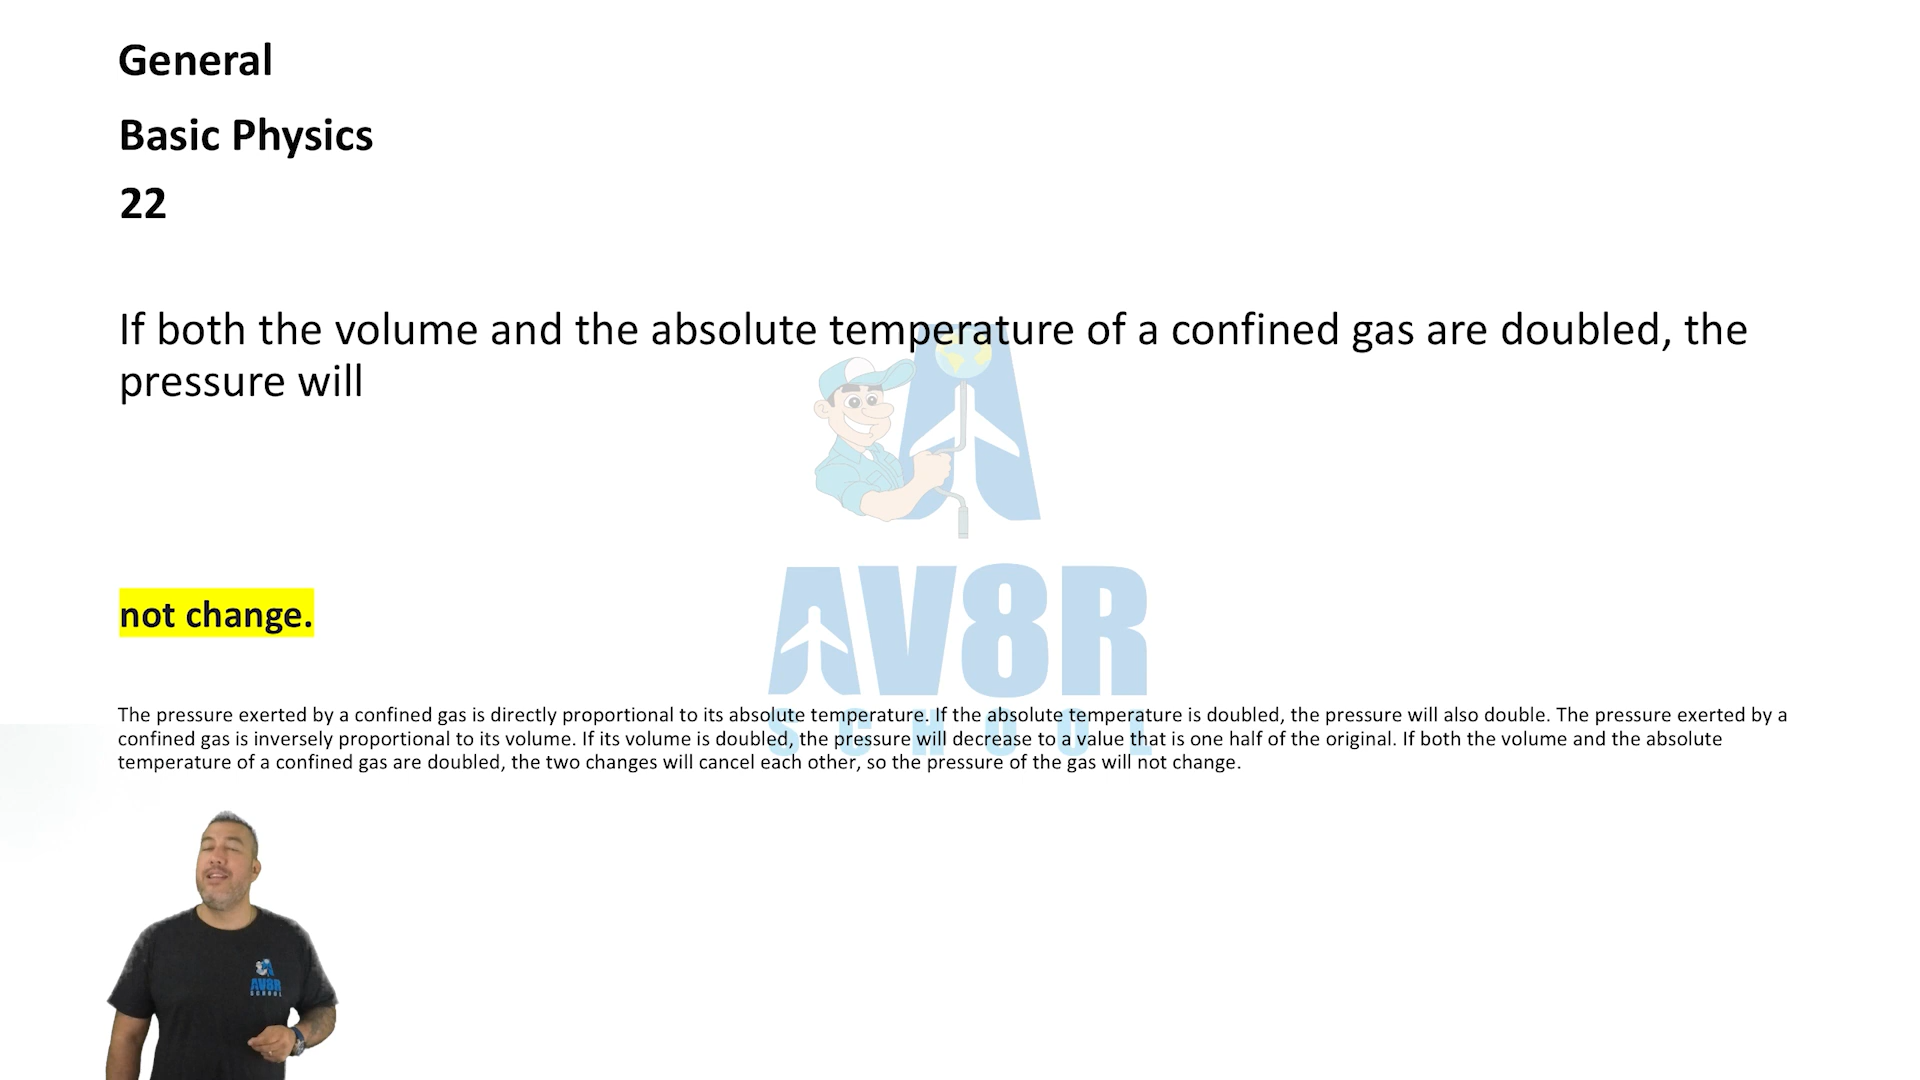 General
Basic Physics
22
If both the volume and the absolute temperature of a confined gas are doubled, the
pressure will
not change.
AV8R
SCHOOL
The pressure exerted by a confined gas is directly proportional to its absolute temperature. If the absolute temperature is doubled, the pressure will also double. The pressure exerted by a
confined gas is inversely proportional to its volume. If its volume is doubled, the pressure will decrease to a value that is one half of the original. If both the volume and the absolute
temperature of a confined gas are doubled, the two changes will cancel each other, so the pressure of the gas will not change.
AV8R
SCHOOL